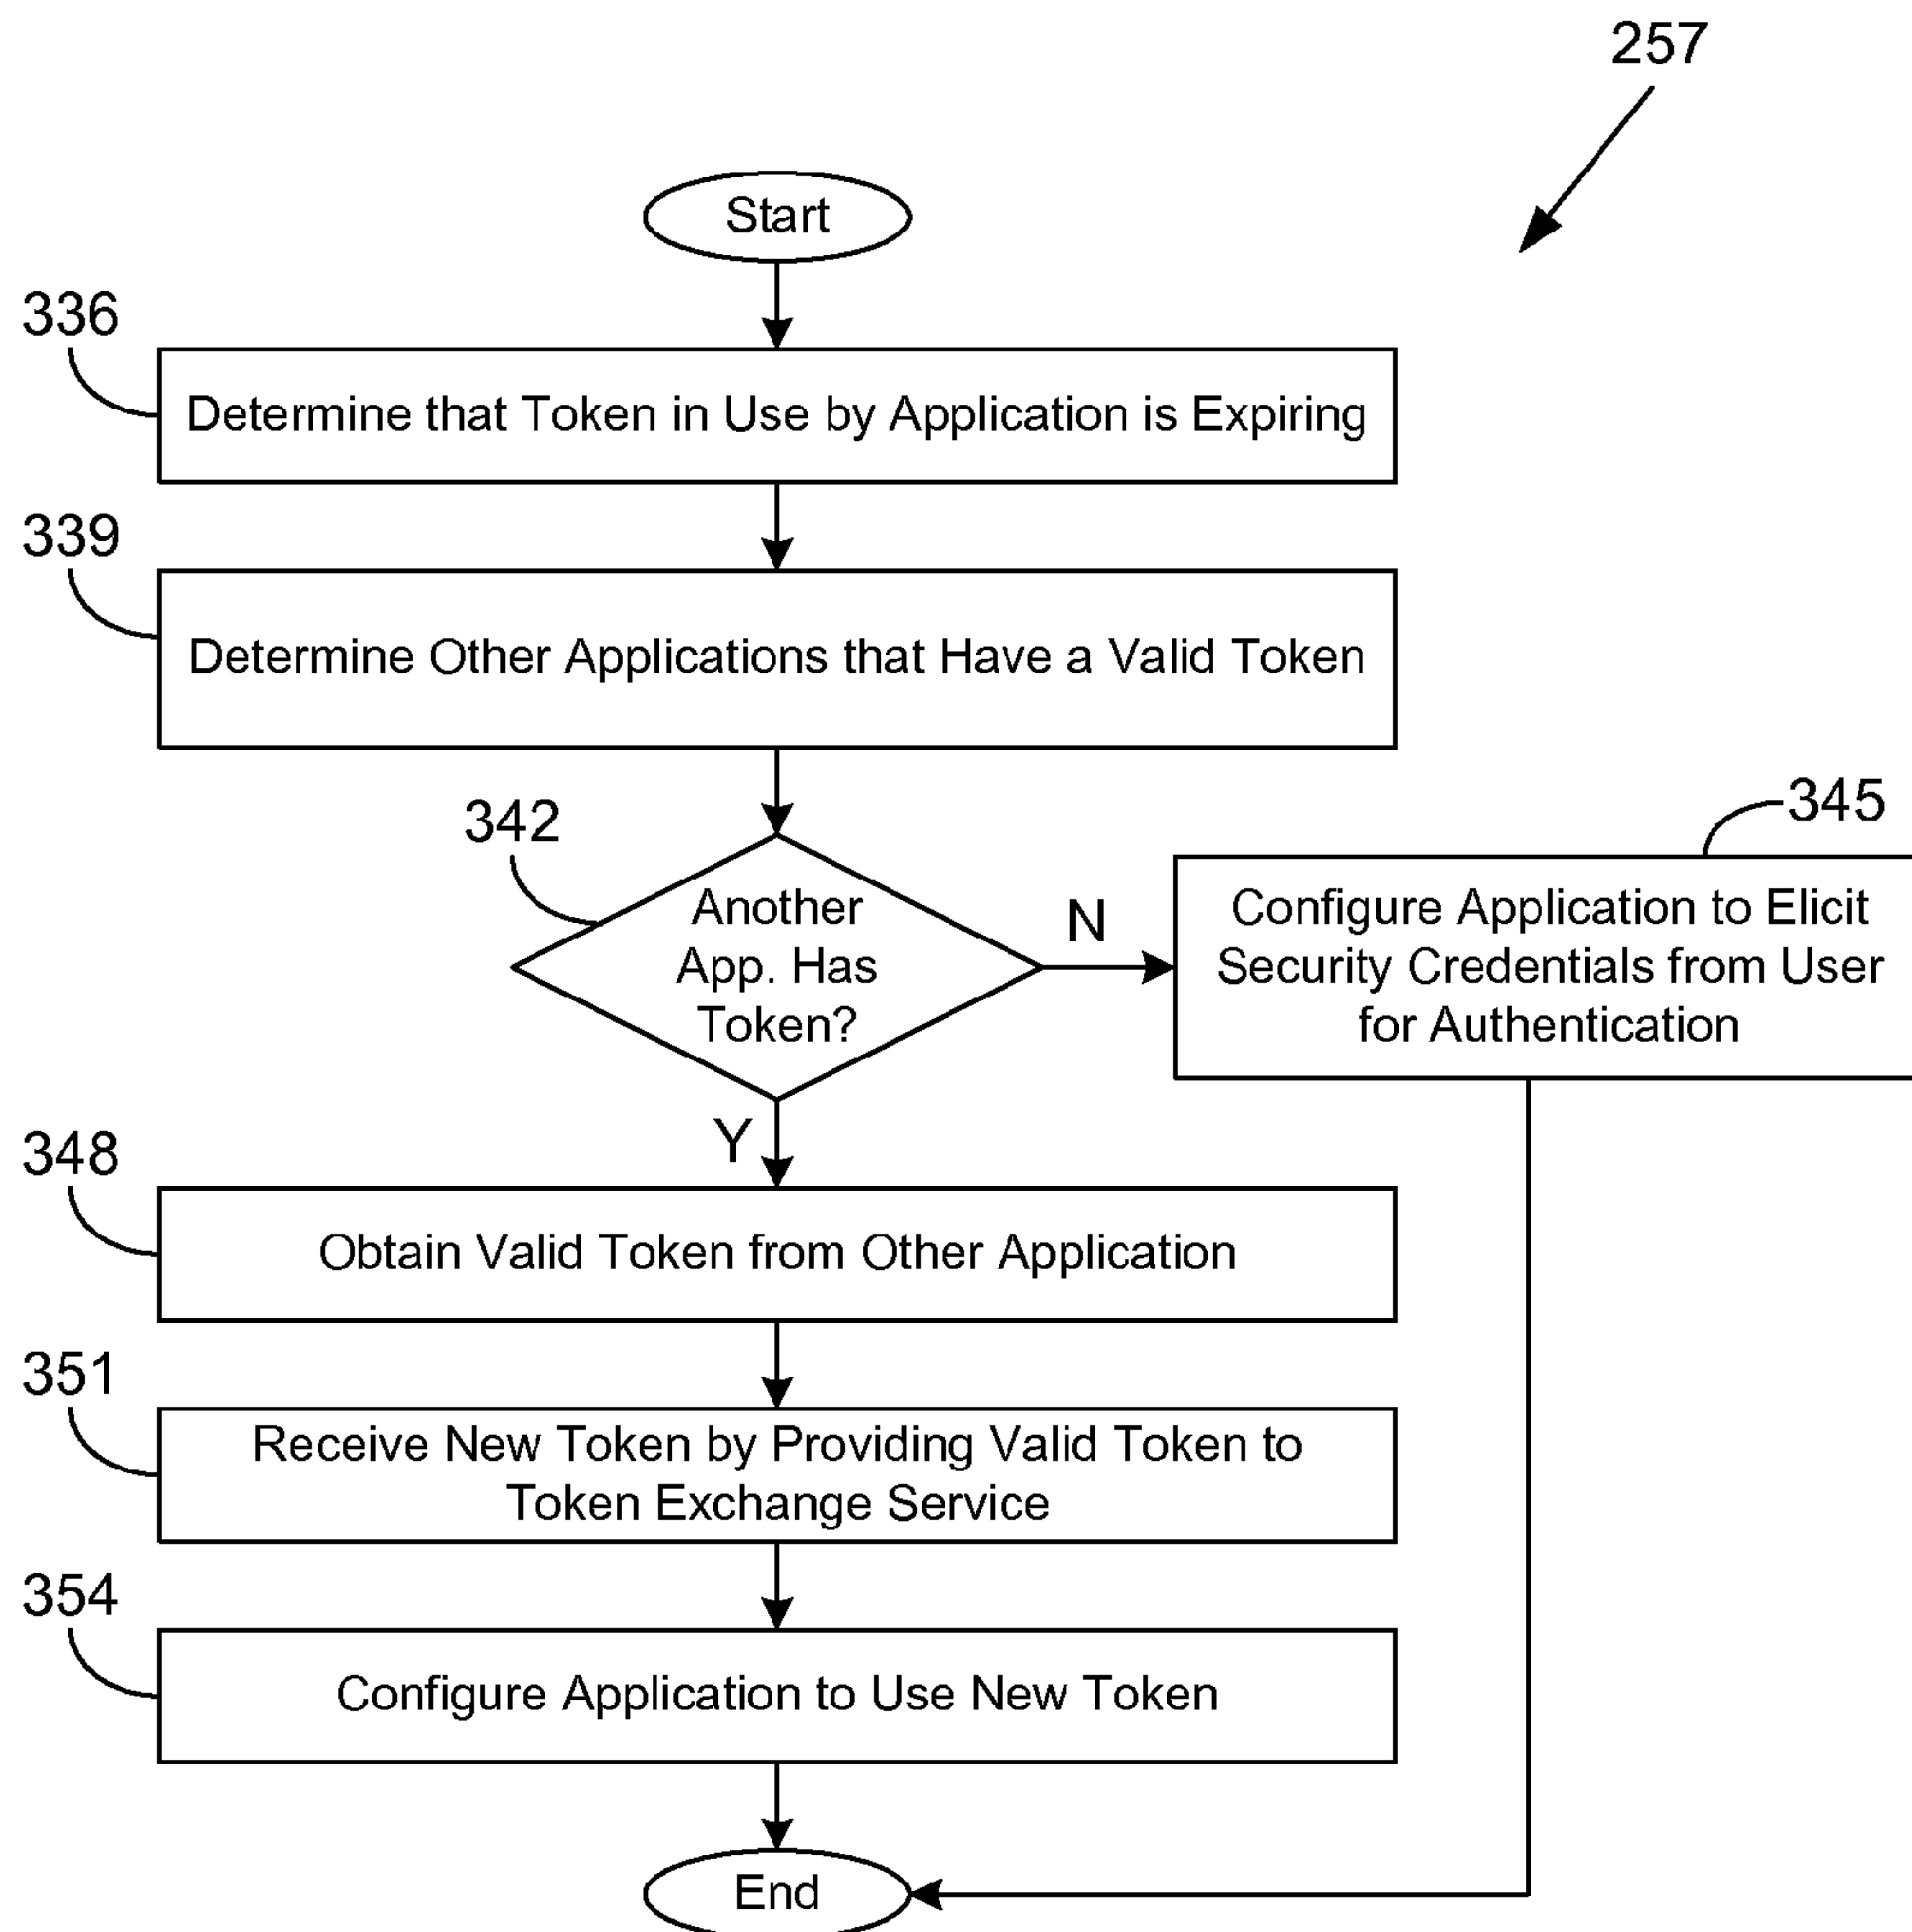 257
Start
336
Determine that Token in Use by Application is Expiring
339
Determine Other Applications that Have a Valid Token
342
Another
App. Has
Token?
N
345
Configure Application to Elicit
Security Credentials from User
for Authentication
Y
348
Obtain Valid Token from Other Application
351
Receive New Token by Providing Valid Token to
Token Exchange Service
354
Configure Application to Use New Token
End